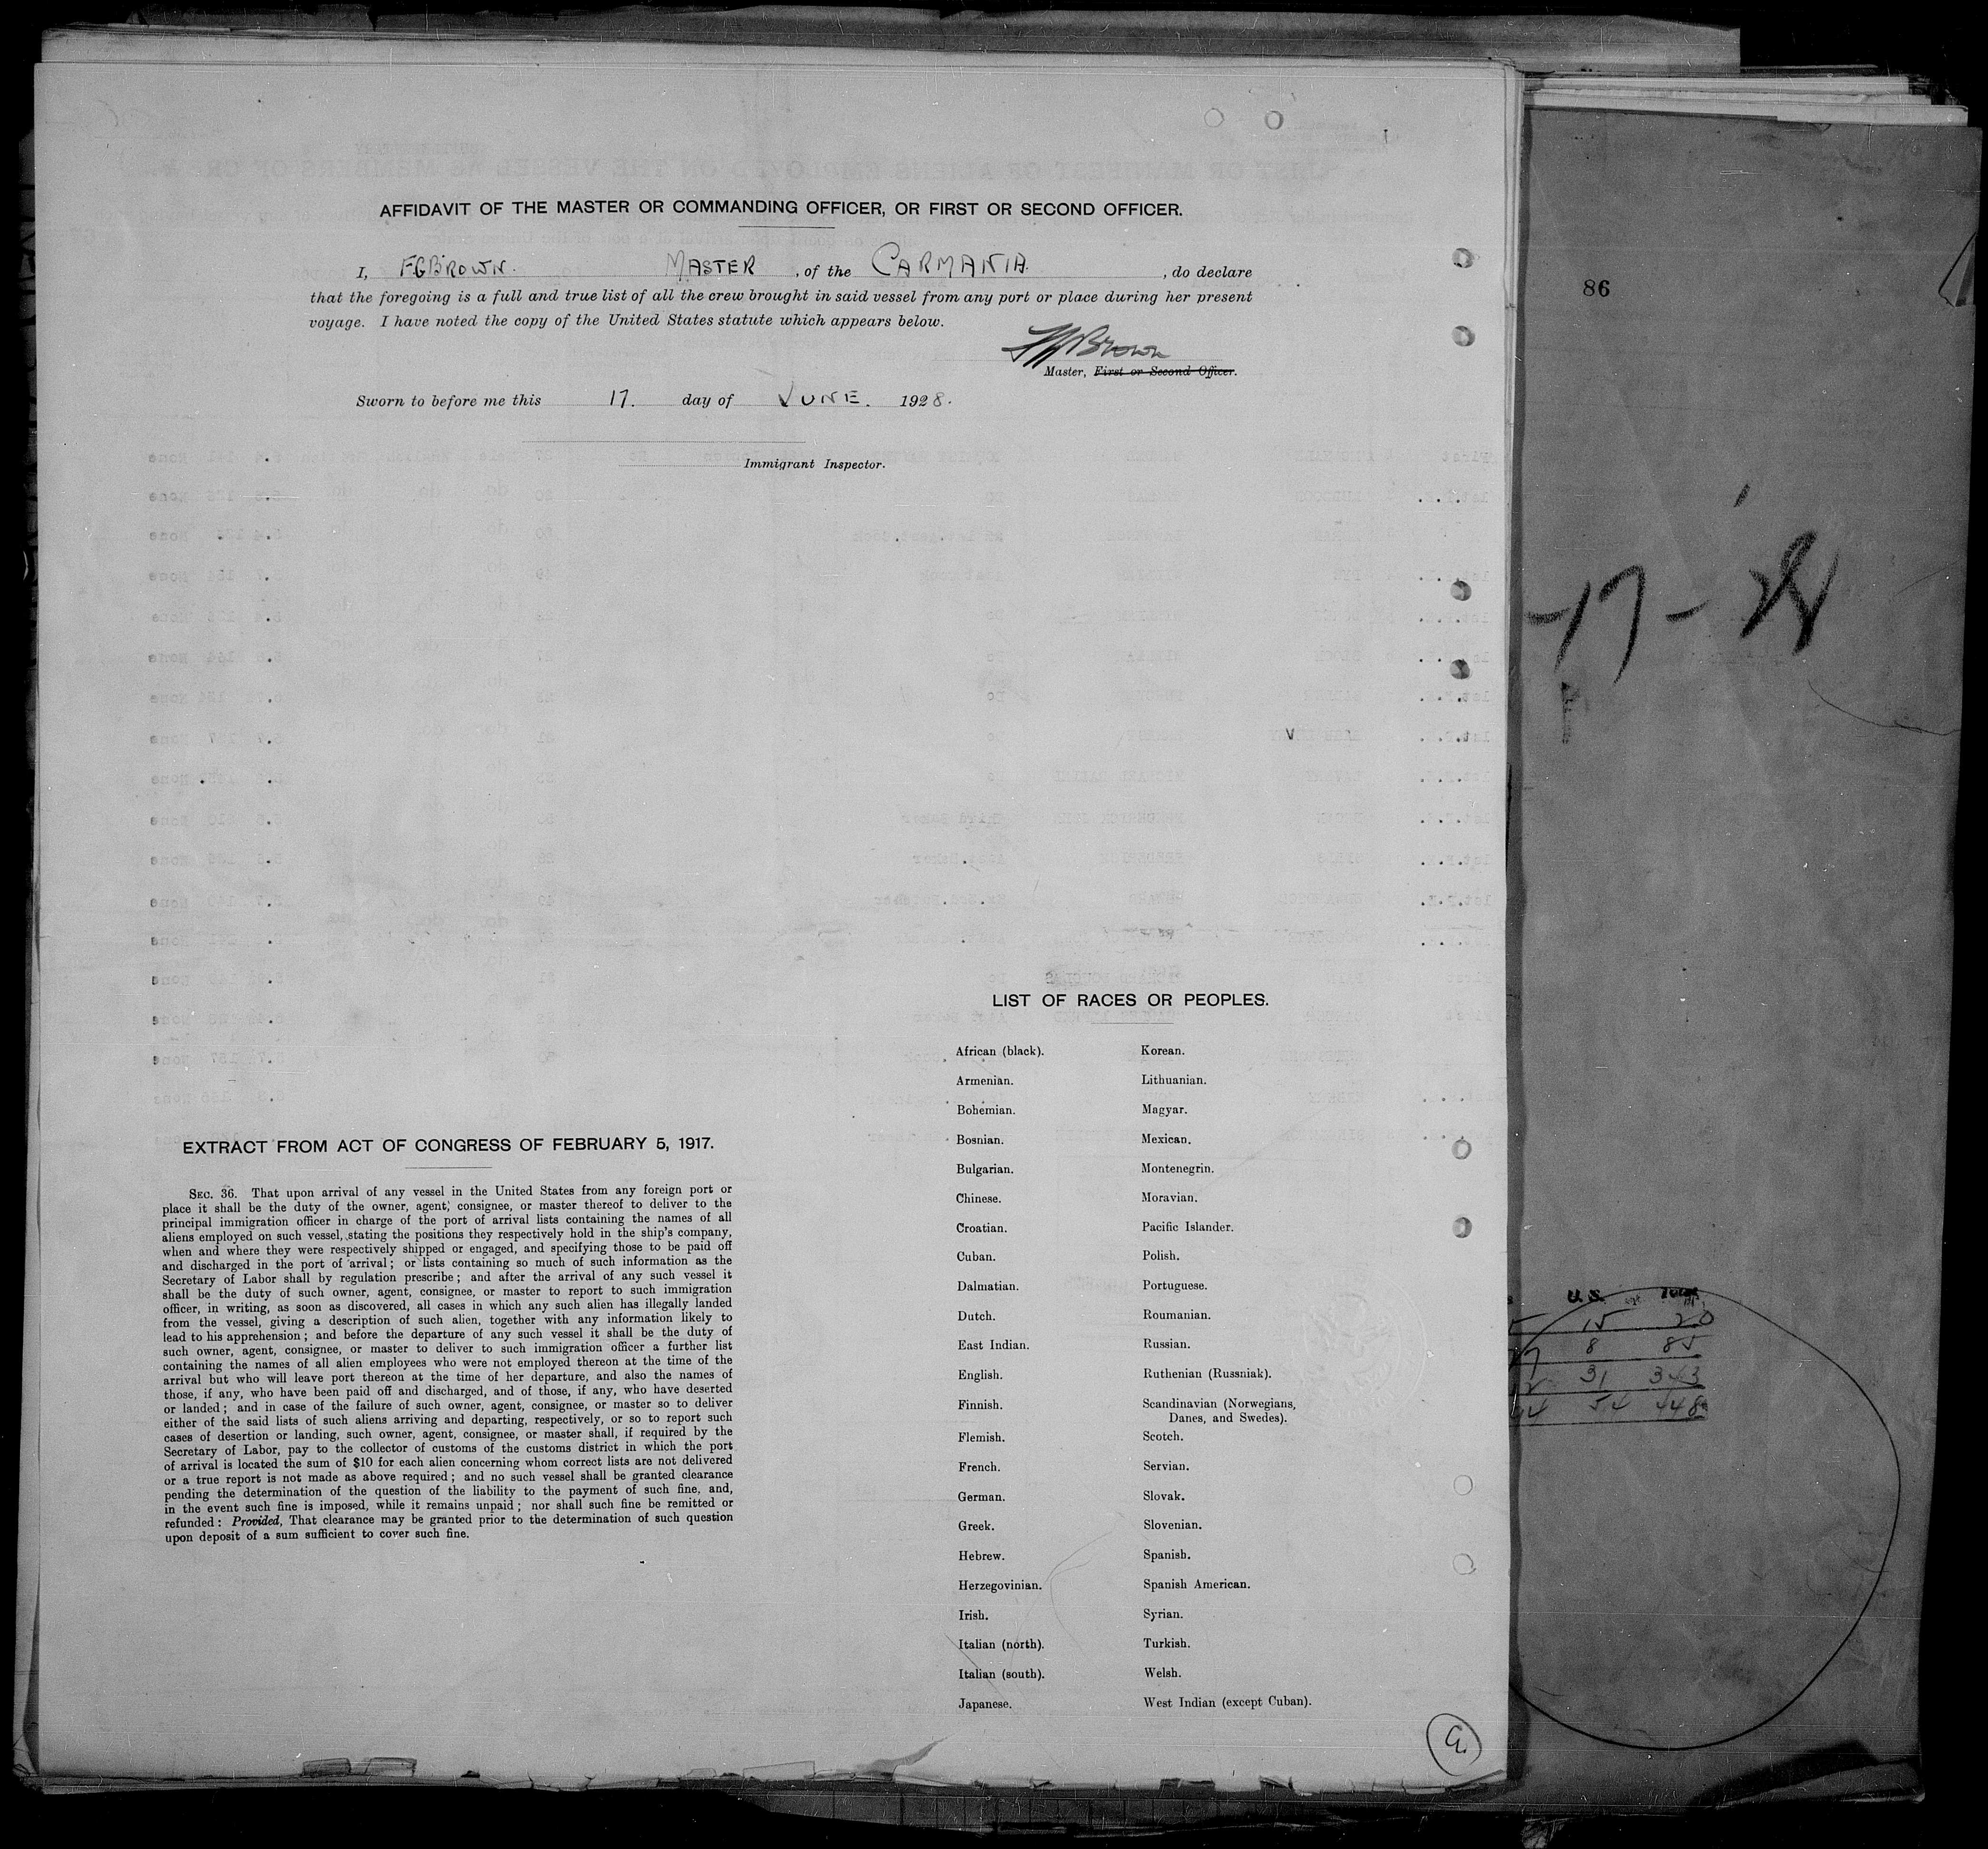 AFFIDAVIT OF THE MASTER OR COMMANDING OFFICER, OR FIRST OR SECOND OFFICER.
I, F G BROWN. MASTER , of the CARMANIA. , do declare
that the foregoing is a full and true list of all the crew brought in said vessel from any port or place during her present
voyage. I have noted the copy of the United States statute which appears below.
F G Brown
Master, First or Second Officer.
Sworn to before me this 17. day of JUNE. 1928.
Immigrant Inspector.
LIST OF RACES OR PEOPLES.
African (black).
Armenian.
Bohemian.
Bosnian.
Bulgarian.
Chinese.
Croatian.
Cuban.
Dalmatian.
Dutch.
East Indian.
English.
Finnish.
Flemish.
French.
German.
Greek.
Hebrew.
Herzegovinian.
Irish.
Italian (north).
Italian (south).
Japanese.
Korean.
Lithuanian.
Magyar.
Mexican.
Montenegrin.
Moravian.
Pacific Islander.
Polish.
Portuguese.
Roumanian.
Russian.
Ruthenian (Russniak).
Scandinavian (Norwegians,
Danes, and Swedes).
Scotch.
Servian.
Slovak.
Slovenian.
Spanish.
Spanish American.
Syrian.
Turkish.
Welsh.
West Indian (except Cuban).
EXTRACT FROM ACT OF CONGRESS OF FEBRUARY 5, 1917.
SEC. 36. That upon arrival of any vessel in the United States from any foreign port or
place it shall be the duty of the owner, agent, consignee, or master thereof to deliver to the
principal immigration officer in charge of the port of arrival lists containing the names of all
aliens employed on such vessel, stating the positions they respectively hold in the ship's company,
when and where they were respectively shipped or engaged, and specifying those to be paid off
and discharged in the port of arrival; or lists containing so much of such information as the
Secretary of Labor shall by regulation prescribe; and after the arrival of any such vessel it
shall be the duty of such owner, agent, consignee, or master to report to such immigration
officer, in writing, as soon as discovered, all cases in which any such alien has illegally landed
from the vessel, giving a description of such alien, together with any information likely to
lead to his apprehension; and before the departure of any such vessel it shall be the duty of
such owner, agent, consignee, or master to deliver to such immigration officer a further list
containing the names of all alien employees who were not employed thereon at the time of the
arrival but who will leave port thereon at the time of her departure, and also the names of
those, if any, who have been paid off and discharged, and of those, if any, who have deserted
or landed; and in case of the failure of such owner, agent, consignee, or master so to deliver
either of the said lists of such aliens arriving and departing, respectively, or so to report such
cases of desertion or landing, such owner, agent, consignee, or master shall, if required by the
Secretary of Labor, pay to the collector of customs of the customs district in which the port
of arrival is located the sum of $10 for each alien concerning whom correct lists are not delivered
or a true report is not made as above required; and no such vessel shall be granted clearance
pending the determination of the question of the liability to the payment of such fine, and,
in the event such fine is imposed, while it remains unpaid; nor shall such fine be remitted or
refunded: Provided, That clearance may be granted prior to the determination of such question
upon deposit of a sum sufficient to cover such fine.
86
-17-28
U.S. Total
15 20
8 85
31 343
54 448